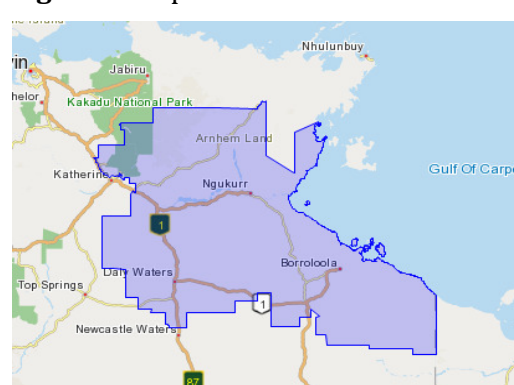 Nhulunbuy
Jabiru
Kakadu National Park
Arnhem Land
Gulf Of Carp
Katherine
Ngukurr
1
Borroloola
Top Springs
Daly Waters
1
Newcastle Waters
87